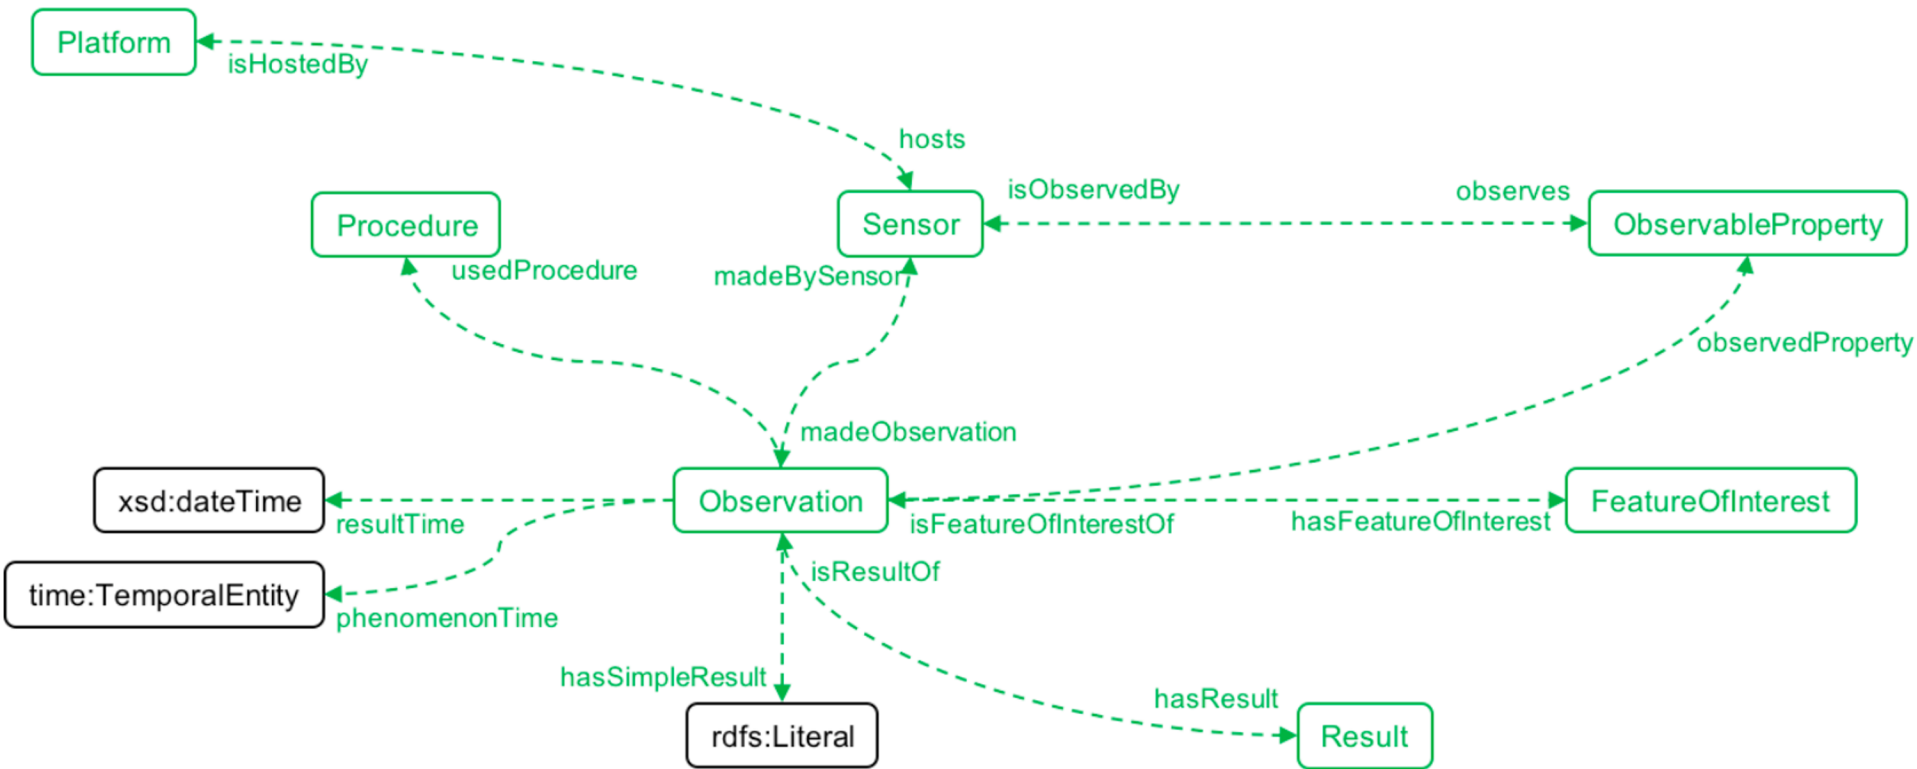 Platform
isHostedBy
hosts
Procedure
Sensor
isObservedBy
observes
ObservableProperty
usedProcedure
madeBySensor
observedProperty
madeObservation
xsd:dateTime
resultTime
Observation
isFeatureOfInterestOf
hasFeatureOfInterest
FeatureOfInterest
time:TemporalEntity
phenomenonTime
isResultOf
hasSimpleResult
hasResult
rdfs:Literal
Result